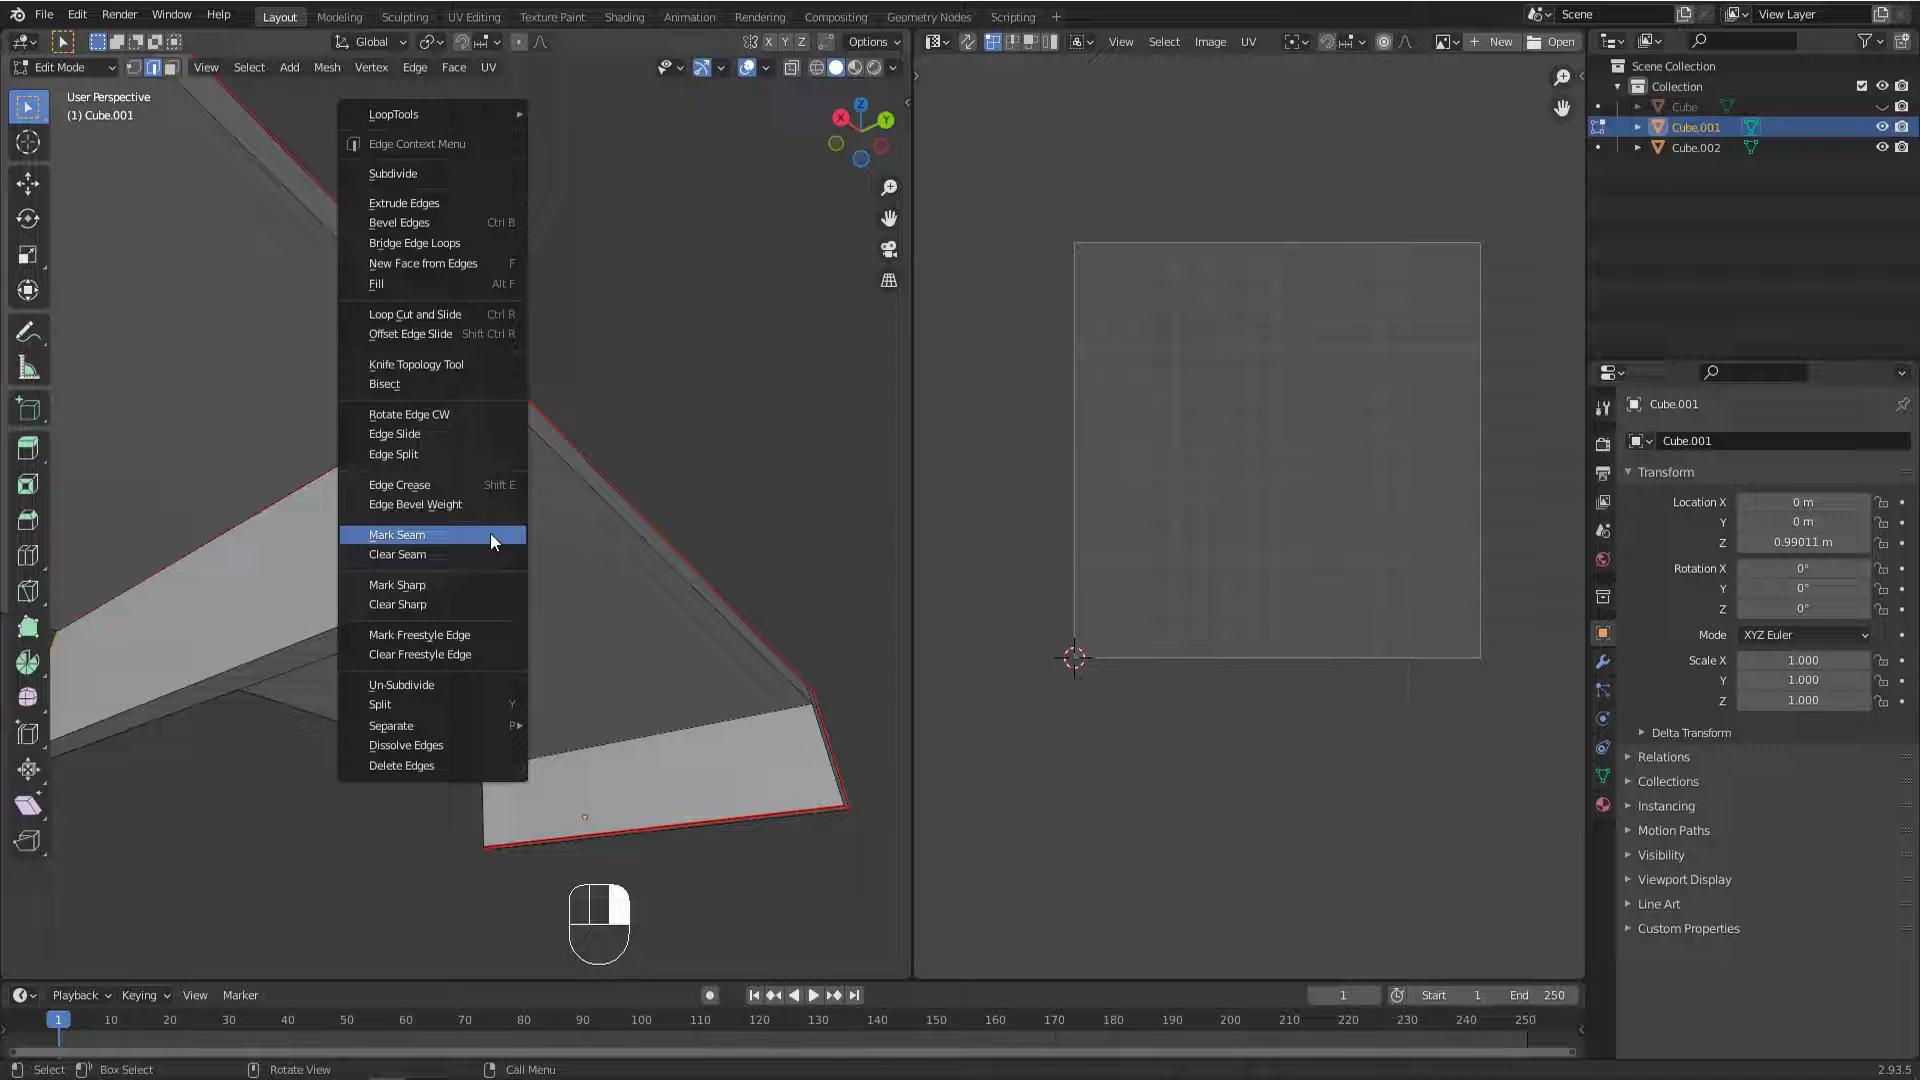 File Edit Render Window Help
Layout Modeling Sculpting UV Editing Texture Paint Shading Animation Rendering Compositing Geometry Nodes Scripting +
Scene View Layer
Global X Y Z Options
View Select Image UV New Open
Edit Mode View Select Add Mesh Vertex Edge Face UV
User Perspective
(1) Cube.001
X Y Z
LoopTools
Edge Context Menu
Subdivide
Extrude Edges
Bevel Edges Ctrl B
Bridge Edge Loops
New Face from Edges F
Fill Alt F
Loop Cut and Slide Ctrl R
Offset Edge Slide Shift Ctrl R
Knife Topology Tool
Bisect
Rotate Edge CW
Edge Slide
Edge Split
Edge Crease Shift E
Edge Bevel Weight
Mark Seam
Clear Seam
Mark Sharp
Clear Sharp
Mark Freestyle Edge
Clear Freestyle Edge
Un-Subdivide
Split Y
Separate P
Dissolve Edges
Delete Edges
Scene Collection
Collection
Cube
Cube.001
Cube.002
Cube.001
Cube.001
Transform
Location X 0 m
Y 0 m
Z 0.99011 m
Rotation X 0°
Y 0°
Z 0°
Mode XYZ Euler
Scale X 1.000
Y 1.000
Z 1.000
Delta Transform
Relations
Collections
Instancing
Motion Paths
Visibility
Viewport Display
Line Art
Custom Properties
Playback Keying View Marker 1 Start 1 End 250
1 10 20 30 40 50 60 70 80 90 100 110 120 130 140 150 160 170 180 190 200 210 220 230 240 250
Select Box Select Rotate View Call Menu 2.93.5